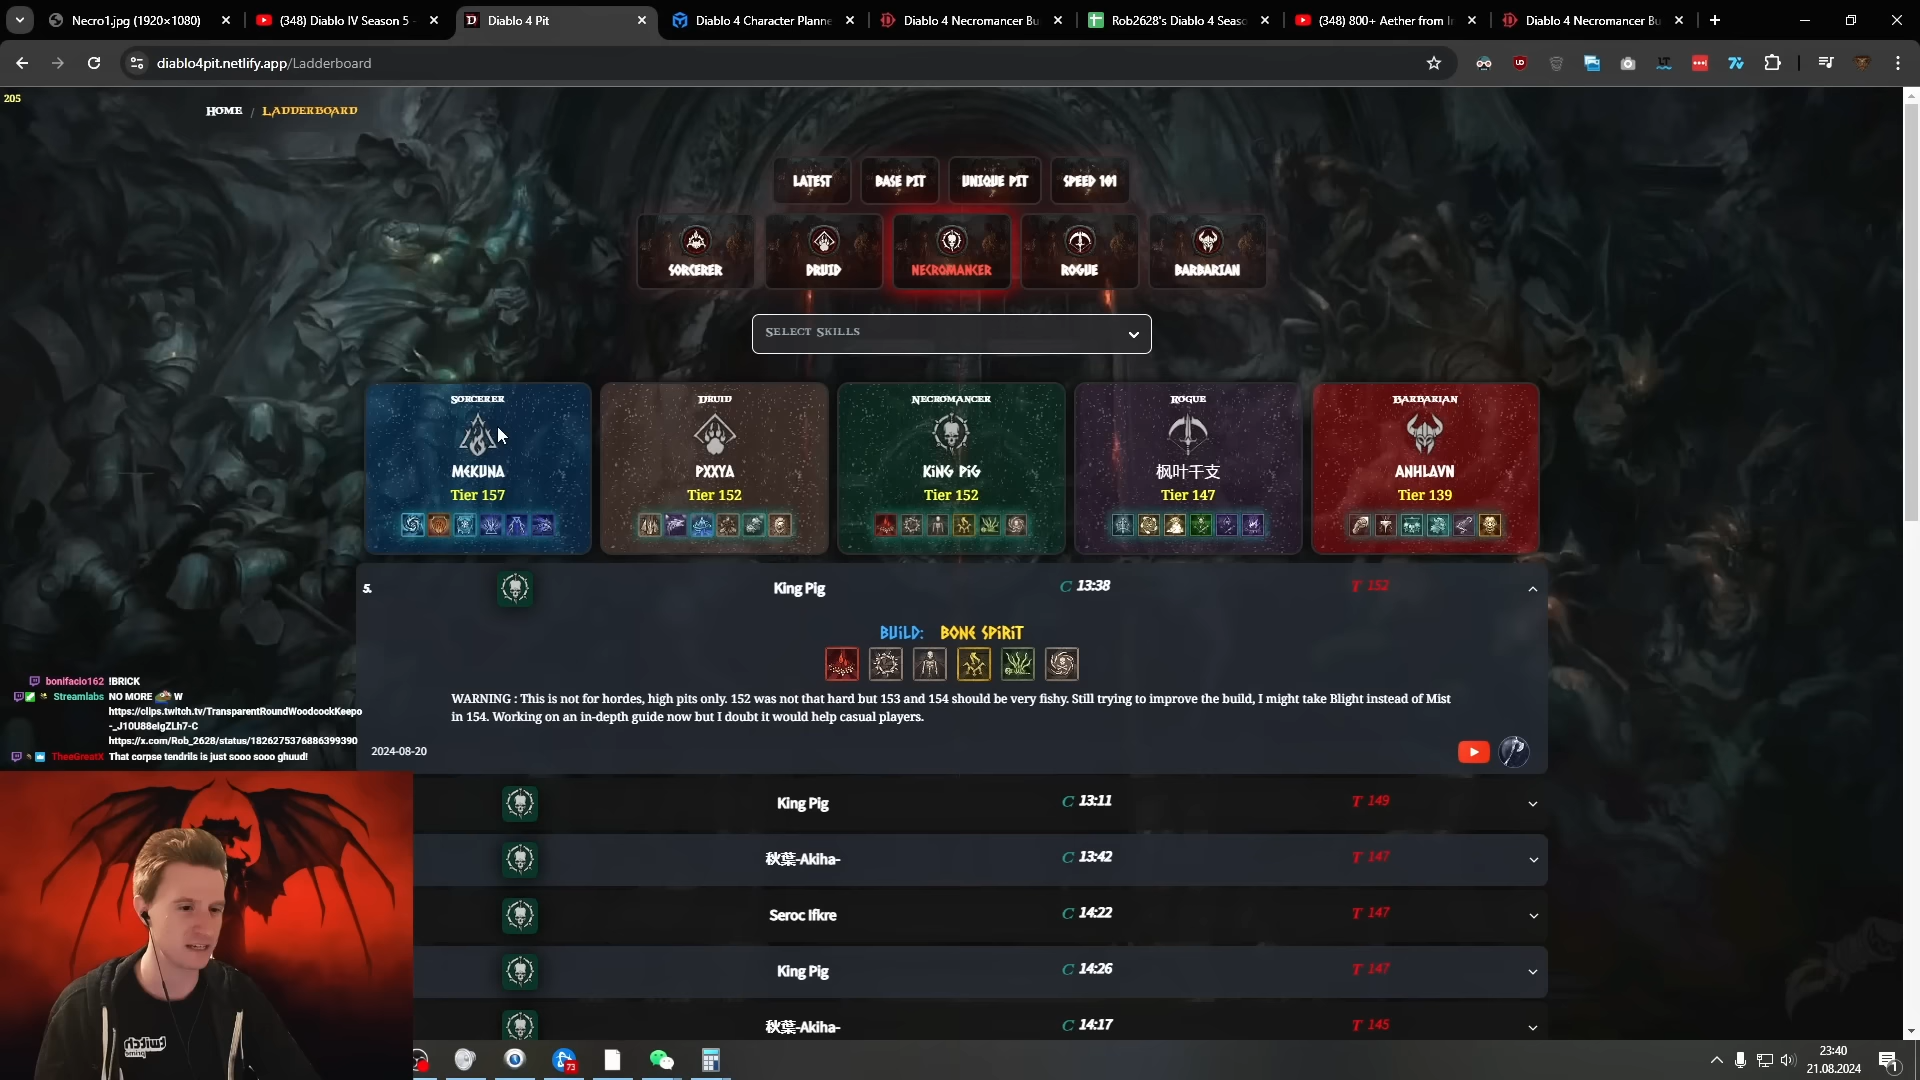 Necro1.jpg (1920×1080)
(348) Diablo IV Season 5 -
Diablo 4 Pit
Diablo 4 Character Planne
Diablo 4 Necromancer Bu
Rob2628's Diablo 4 Seaso
(348) 800+ Aether from I
Diablo 4 Necromancer Bu
diablo4pit.netlify.app/Ladderboard
205
HOME / LADDERBOARD
LATEST
BASE PIT
UNIQUE PIT
SPEED 101
SORCERER
DRUID
NECROMANCER
ROGUE
BARBARIAN
SELECT SKILLS
SORCERER
MEKUNA
Tier 157
DRUID
PXXYA
Tier 152
NECROMANCER
KING PIG
Tier 152
ROGUE
枫叶千支
Tier 147
BARBARIAN
ANHLAVN
Tier 139
5.
King Pig
C 13:38
T 152
BUILD: BONE SPIRIT
WARNING : This is not for hordes, high pits only. 152 was not that hard but 153 and 154 should be very fishy. Still trying to improve the build, I might take Blight instead of Mist
in 154. Working on an in-depth guide now but I doubt it would help casual players.
2024-08-20
bonifacio162 !BRICK
Streamlabs NO MORE W
https://clips.twitch.tv/TransparentRoundWoodcockKeepo
-_J10U88eIgZLh7-C
https://x.com/Rob_2628/status/1826275376886399390
TheeGreatX That corpse tendrils is just sooo sooo ghuud!
King Pig
C 13:11
T 149
秋葉-Akiha-
C 13:42
T 147
Seroc Ifkre
C 14:22
T 147
King Pig
C 14:26
T 147
秋葉-Akiha-
C 14:17
T 145
twitch
prime
73
23:40
21.08.2024
1